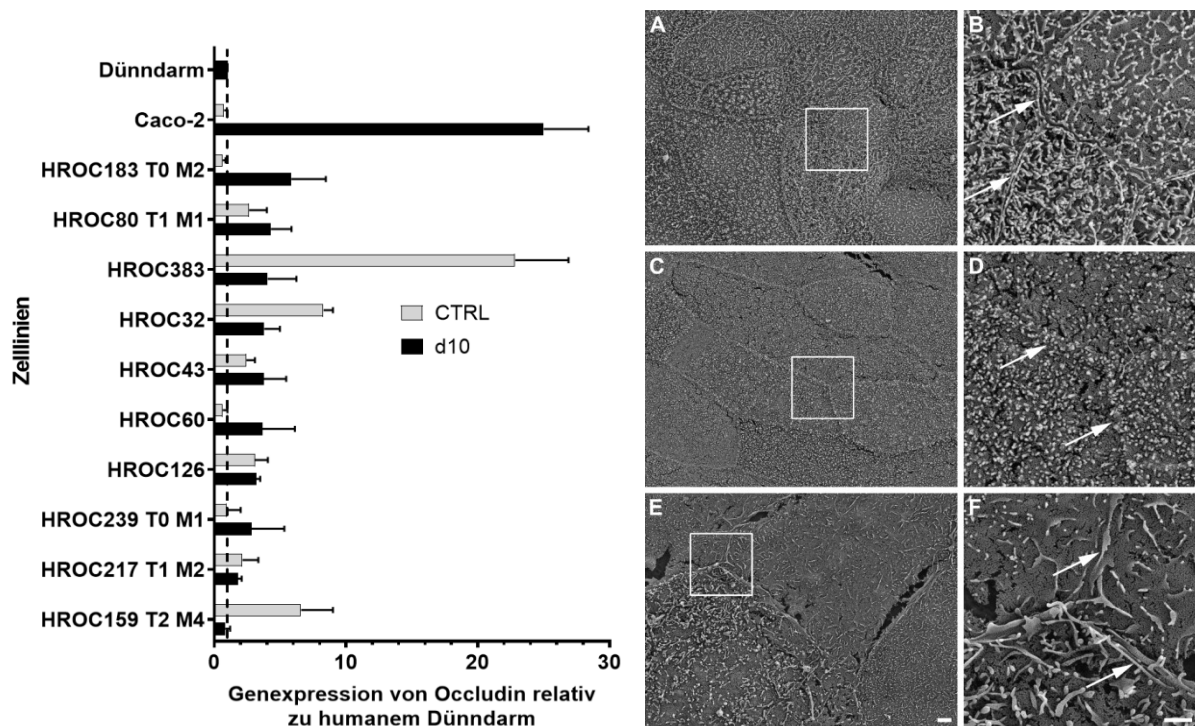 Dünndarm
Caco-2
HROC183 T0 M2
HROC80 T1 M1
HROC383
HROC32
HROC43
HROC60
HROC126
HROC239 T0 M1
HROC217 T1 M2
HROC159 T2 M4
Zelllinien
CTRL
d10
0
10
20
30
Genexpression von Occludin relativ
zu humanem Dünndarm
A
B
C
D
E
F